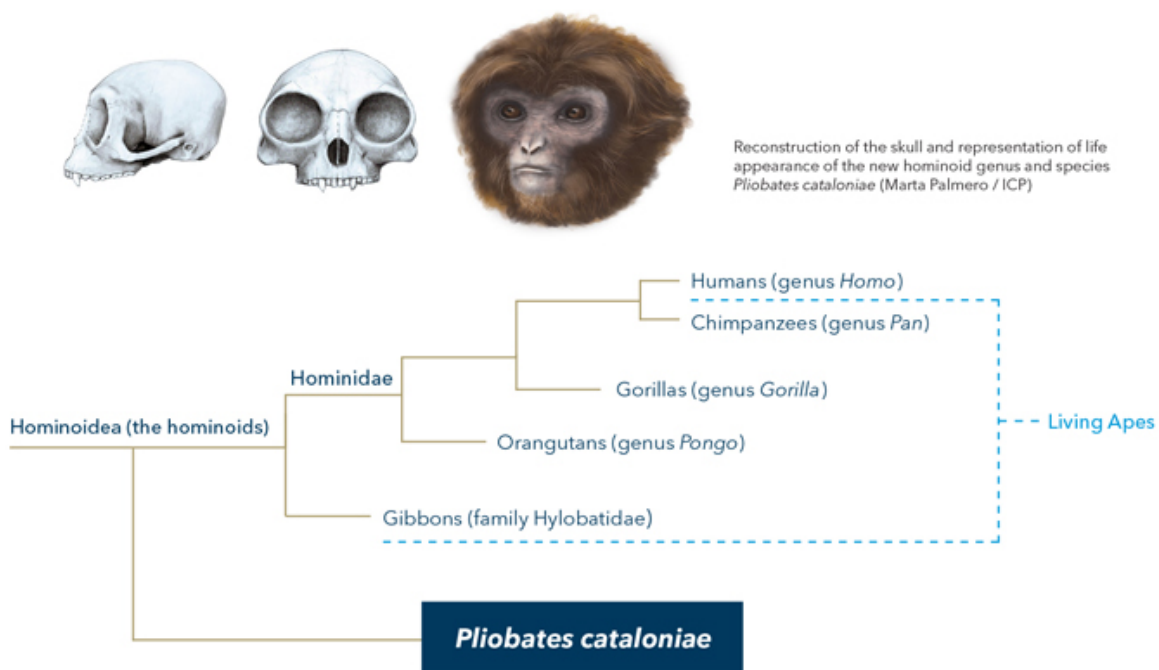 Reconstruction of the skull and representation of life
appearance of the new hominoid genus and species
Pliobates cataloniae (Marta Palmero / ICP)
Humans (genus Homo)
Chimpanzees (genus Pan)
Hominidae
Gorillas (genus Gorilla)
Hominoidea (the hominoids)
Living Apes
Orangutans (genus Pongo)
Gibbons (family Hylobatidae)
Pliobates cataloniae